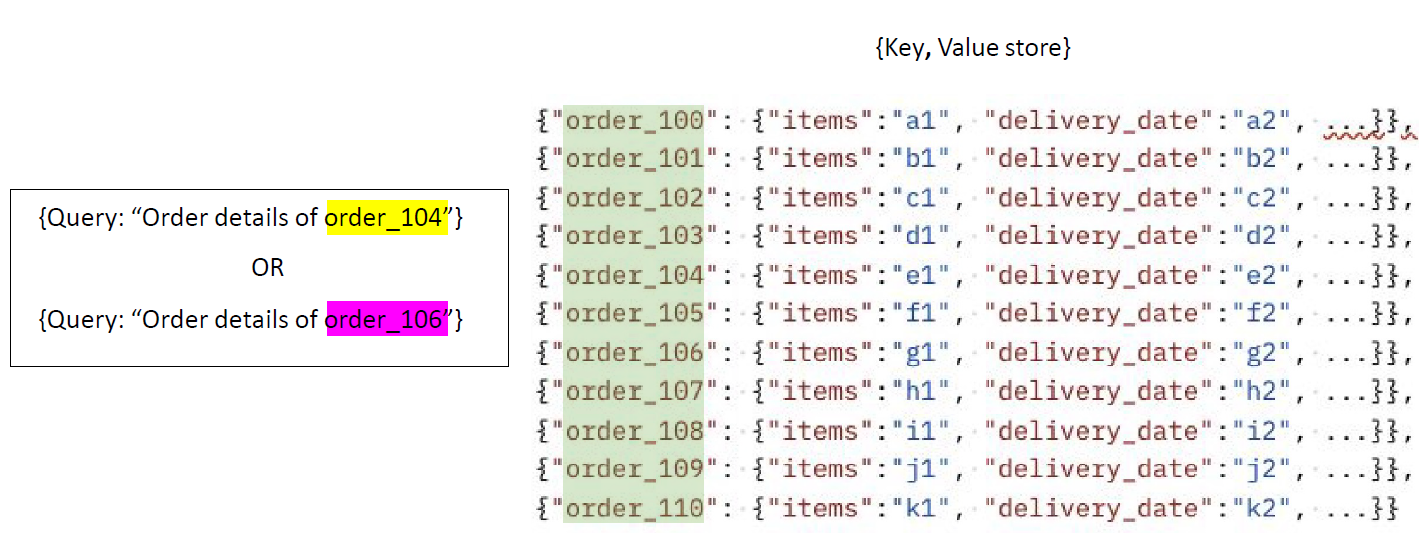 {Key, Value store}
{Query: “Order details of order_104”}
OR
{Query: “Order details of order_106”}
{"order_100": {"items":"a1", "delivery_date":"a2", ...}},
{"order_101": {"items":"b1", "delivery_date":"b2", ...}},
{"order_102": {"items":"c1", "delivery_date":"c2", ...}},
{"order_103": {"items":"d1", "delivery_date":"d2", ...}},
{"order_104": {"items":"e1", "delivery_date":"e2", ...}},
{"order_105": {"items":"f1", "delivery_date":"f2", ...}},
{"order_106": {"items":"g1", "delivery_date":"g2", ...}},
{"order_107": {"items":"h1", "delivery_date":"h2", ...}},
{"order_108": {"items":"i1", "delivery_date":"i2", ...}},
{"order_109": {"items":"j1", "delivery_date":"j2", ...}},
{"order_110": {"items":"k1", "delivery_date":"k2", ...}}